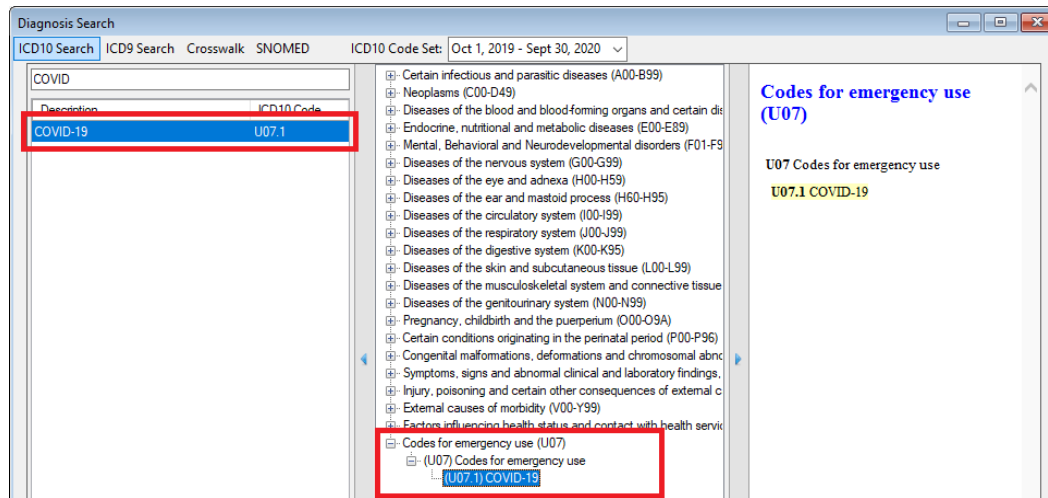 Diagnosis Search
ICD10 Search ICD9 Search Crosswalk SNOMED ICD10 Code Set: Oct 1, 2019 - Sept 30, 2020
COVID
Description ICD10 Code
COVID-19 U07.1
Certain infectious and parasitic diseases (A00-B99)
Neoplasms (C00-D49)
Diseases of the blood and blood-forming organs and certain dis
Endocrine, nutritional and metabolic diseases (E00-E89)
Mental, Behavioral and Neurodevelopmental disorders (F01-F9
Diseases of the nervous system (G00-G99)
Diseases of the eye and adnexa (H00-H59)
Diseases of the ear and mastoid process (H60-H95)
Diseases of the circulatory system (I00-I99)
Diseases of the respiratory system (J00-J99)
Diseases of the digestive system (K00-K95)
Diseases of the skin and subcutaneous tissue (L00-L99)
Diseases of the musculoskeletal system and connective tissue
Diseases of the genitourinary system (N00-N99)
Pregnancy, childbirth and the puerperium (O00-O9A)
Certain conditions originating in the perinatal period (P00-P96)
Congenital malformations, deformations and chromosomal abno
Symptoms, signs and abnormal clinical and laboratory findings,
Injury, poisoning and certain other consequences of external c
External causes of morbidity (V00-Y99)
Factors influencing health status and contact with health servic
Codes for emergency use (U07)
(U07) Codes for emergency use
(U07.1) COVID-19
Codes for emergency use
(U07)
U07 Codes for emergency use
U07.1 COVID-19